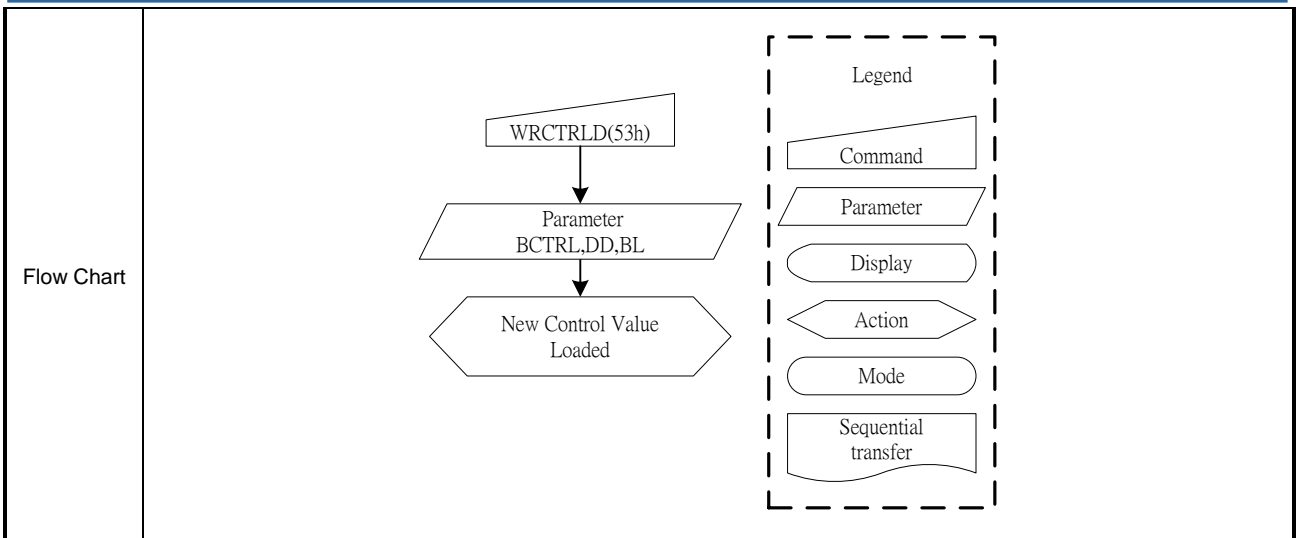 Flow Chart
WRCTRLD(53h)
Parameter
BCTRL,DD,BL
New Control Value
Loaded
Legend
Command
Parameter
Display
Action
Mode
Sequential
transfer